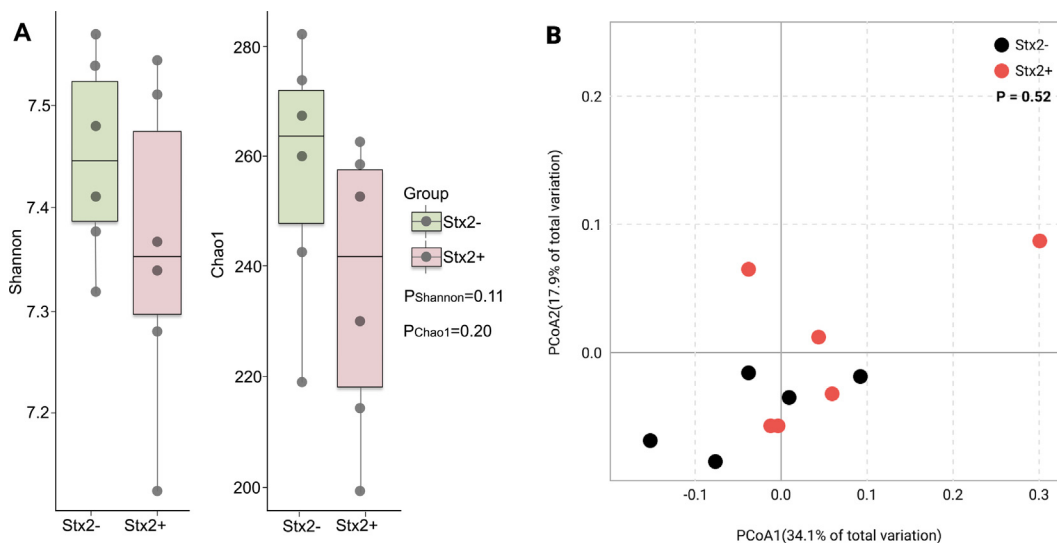 A
Shannon
7.5
7.4
7.3
7.2
Stx2-
Stx2+
Chao1
280
260
240
220
200
Stx2-
Stx2+
Group
Stx2-
Stx2+
PShannon=0.11
PChao1=0.20
B
Stx2-
Stx2+
P = 0.52
PCoA2(17.9% of total variation)
0.2
0.1
0.0
-0.1
0.0
0.1
0.2
0.3
PCoA1(34.1% of total variation)